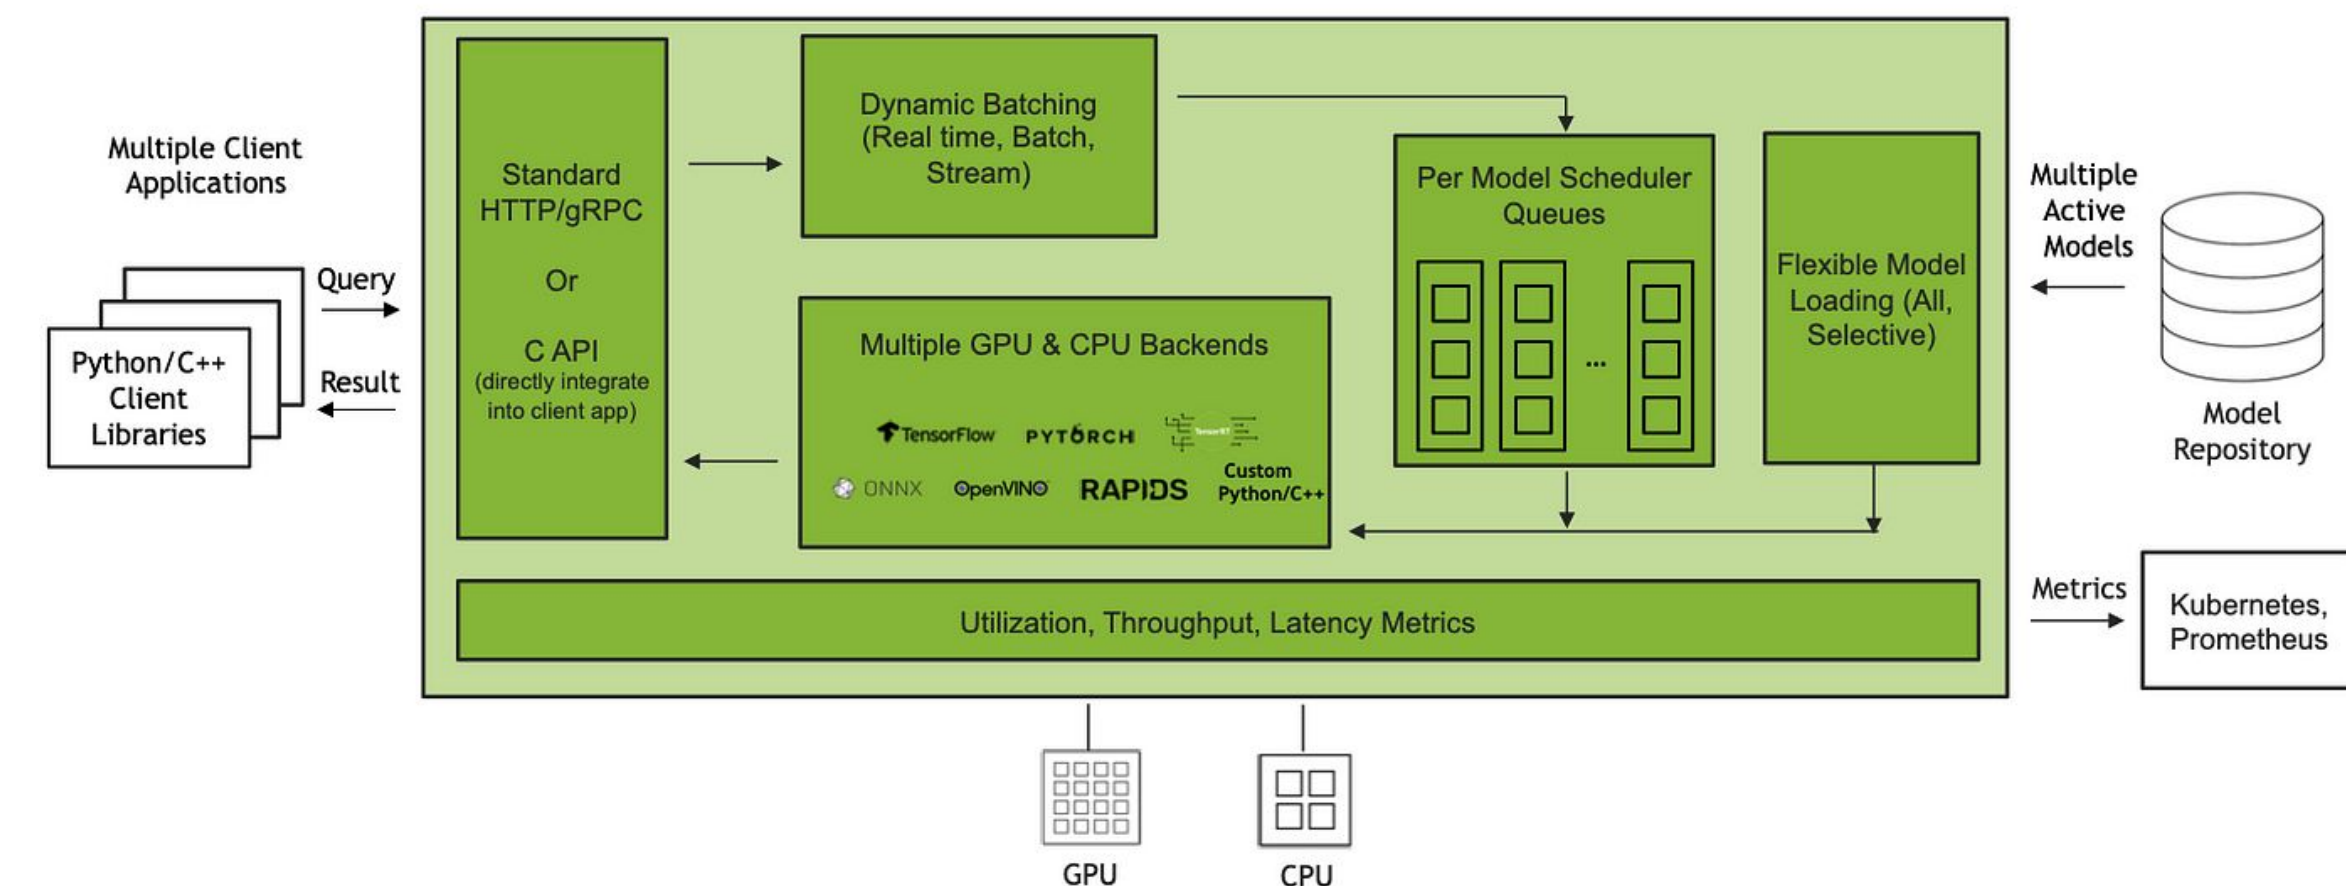 Multiple Client
Applications
Query
Result
Python/C++
Client
Libraries
Standard
HTTP/gRPC
Or
C API
(directly integrate
into client app)
Dynamic Batching
(Real time, Batch,
Stream)
Per Model Scheduler
Queues
...
Flexible Model
Loading (All,
Selective)
Multiple GPU & CPU Backends
TensorFlow PYTORCH TensorRT
ONNX OpenVINO RAPIDS Custom
Python/C++
Utilization, Throughput, Latency Metrics
Multiple
Active
Models
Model
Repository
Metrics
Kubernetes,
Prometheus
GPU
CPU